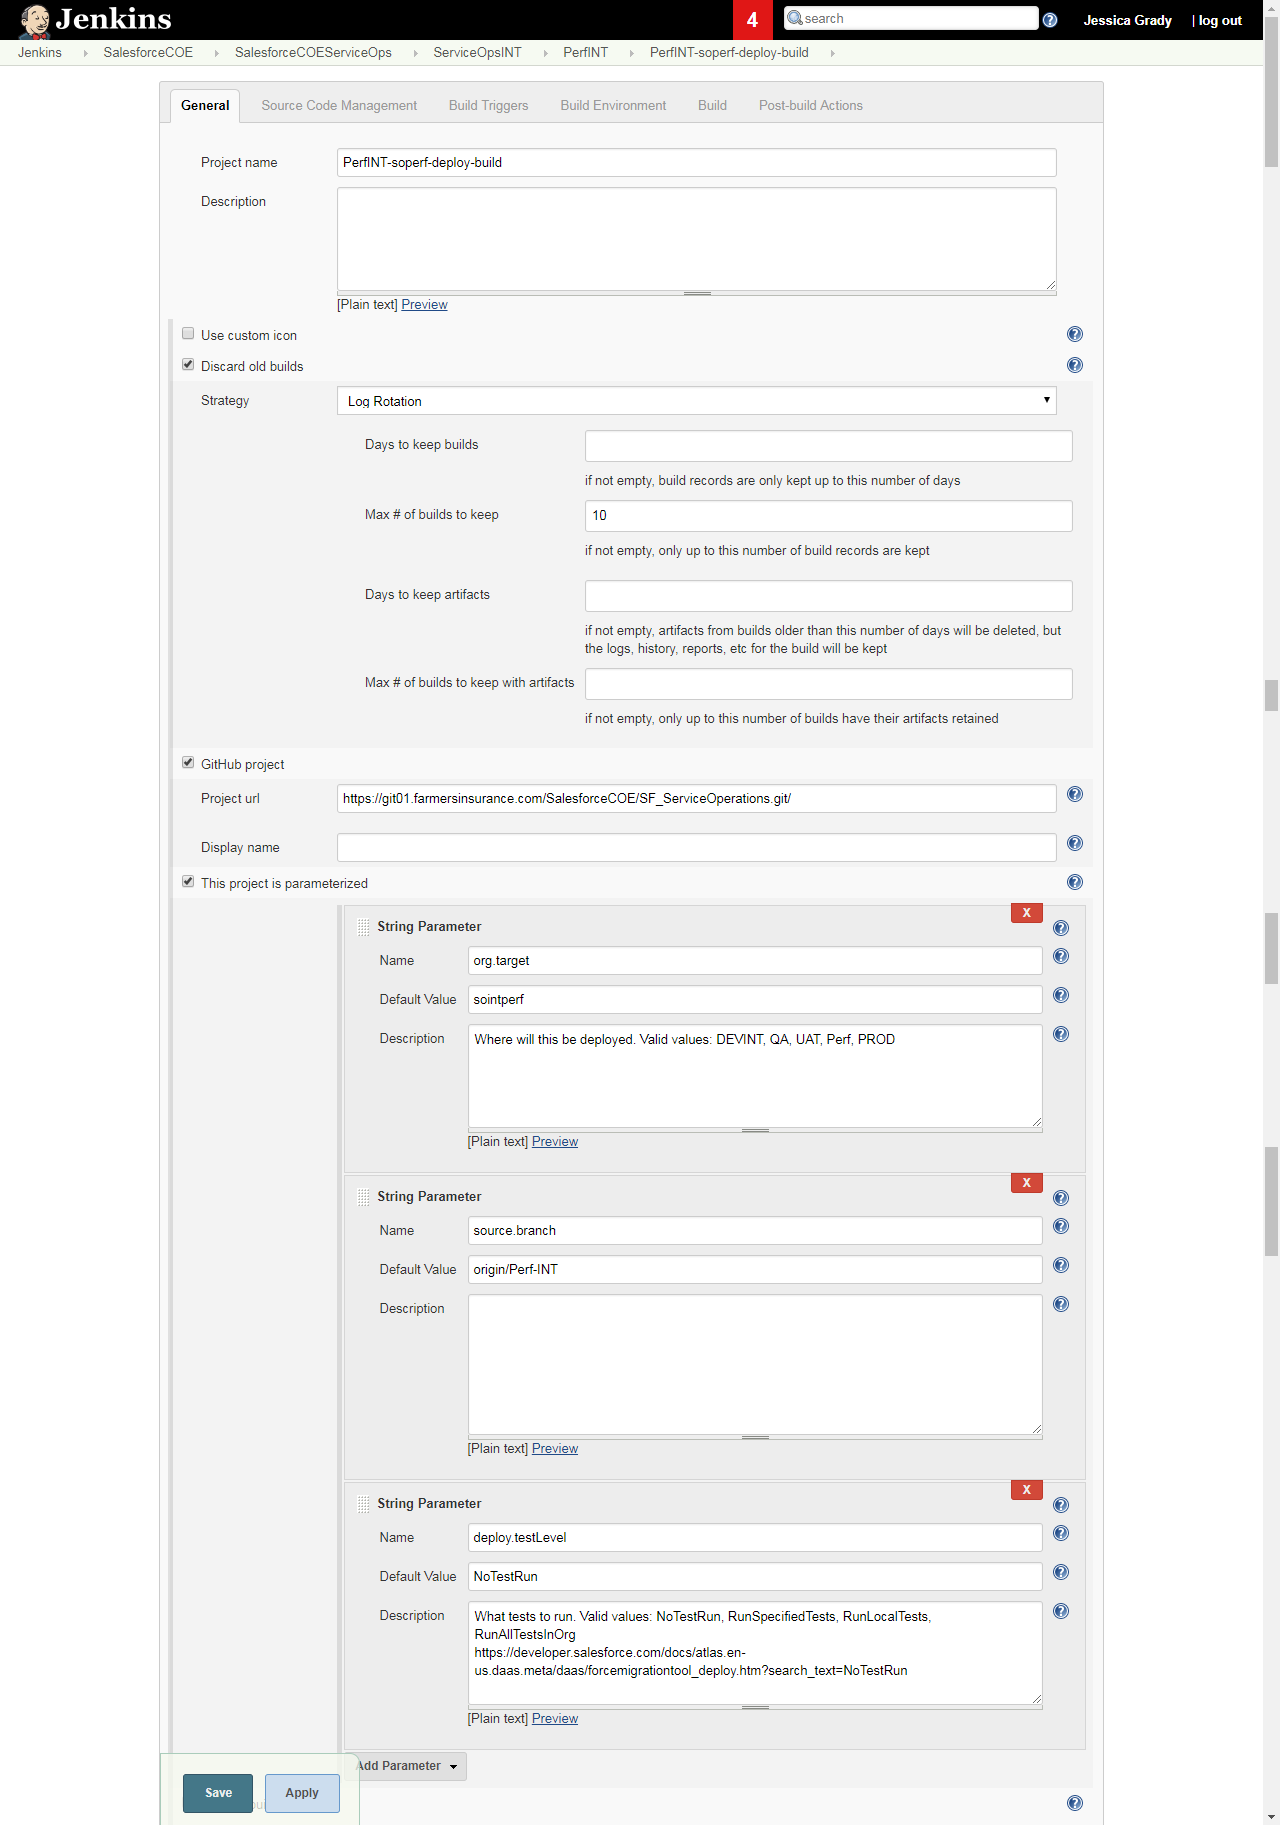 Jenkins
4
search
Jessica Grady
| log out
Jenkins SalesforceCOE SalesforceCOEServiceOps ServiceOpsINT PerfINT PerfINT-soperf-deploy-build
General Source Code Management Build Triggers Build Environment Build Post-build Actions
Project name PerfINT-soperf-deploy-build
Description
[Plain text] Preview
Use custom icon
Discard old builds
Strategy Log Rotation
Days to keep builds
if not empty, build records are only kept up to this number of days
Max # of builds to keep 10
if not empty, only up to this number of build records are kept
Days to keep artifacts
if not empty, artifacts from builds older than this number of days will be deleted, but
the logs, history, reports, etc for the build will be kept
Max # of builds to keep with artifacts
if not empty, only up to this number of builds have their artifacts retained
GitHub project
Project url https://git01.farmersinsurance.com/SalesforceCOE/SF_ServiceOperations.git/
Display name
This project is parameterized
X
String Parameter
Name org.target
Default Value sointperf
Description Where will this be deployed. Valid values: DEVINT, QA, UAT, Perf, PROD
[Plain text] Preview
X
String Parameter
Name source.branch
Default Value origin/Perf-INT
Description
[Plain text] Preview
X
String Parameter
Name deploy.testLevel
Default Value NoTestRun
Description What tests to run. Valid values: NoTestRun, RunSpecifiedTests, RunLocalTests,
RunAllTestsInOrg
https://developer.salesforce.com/docs/atlas.en-
us.daas.meta/daas/forcemigrationtool_deploy.htm?search_text=NoTestRun
[Plain text] Preview
Add Parameter
Save Apply